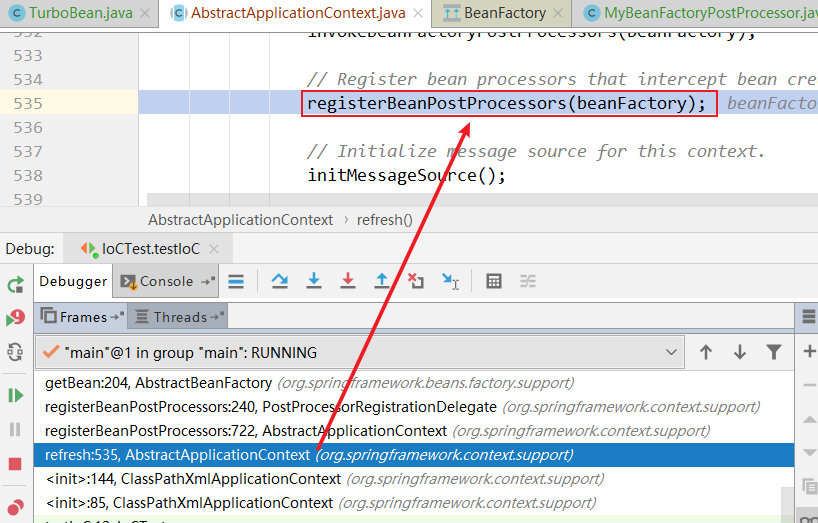 TurboBean.java AbstractApplicationContext.java BeanFactory MyBeanFactoryPostProcessor.jav
532 invokeBeanFactoryPostProcessors(beanFactory);
533
534 // Register bean processors that intercept bean cre
535 registerBeanPostProcessors(beanFactory); beanFacto
536
537 // Initialize message source for this context.
538 initMessageSource();
539
AbstractApplicationContext › refresh()
Debug: IoCTest.testIoC
Debugger Console
Frames Threads
"main"@1 in group "main": RUNNING
getBean:204, AbstractBeanFactory (org.springframework.beans.factory.support)
registerBeanPostProcessors:240, PostProcessorRegistrationDelegate (org.springframework.context.support)
registerBeanPostProcessors:722, AbstractApplicationContext (org.springframework.context.support)
refresh:535, AbstractApplicationContext (org.springframework.context.support)
<init>:144, ClassPathXmlApplicationContext (org.springframework.context.support)
<init>:85, ClassPathXmlApplicationContext (org.springframework.context.support)